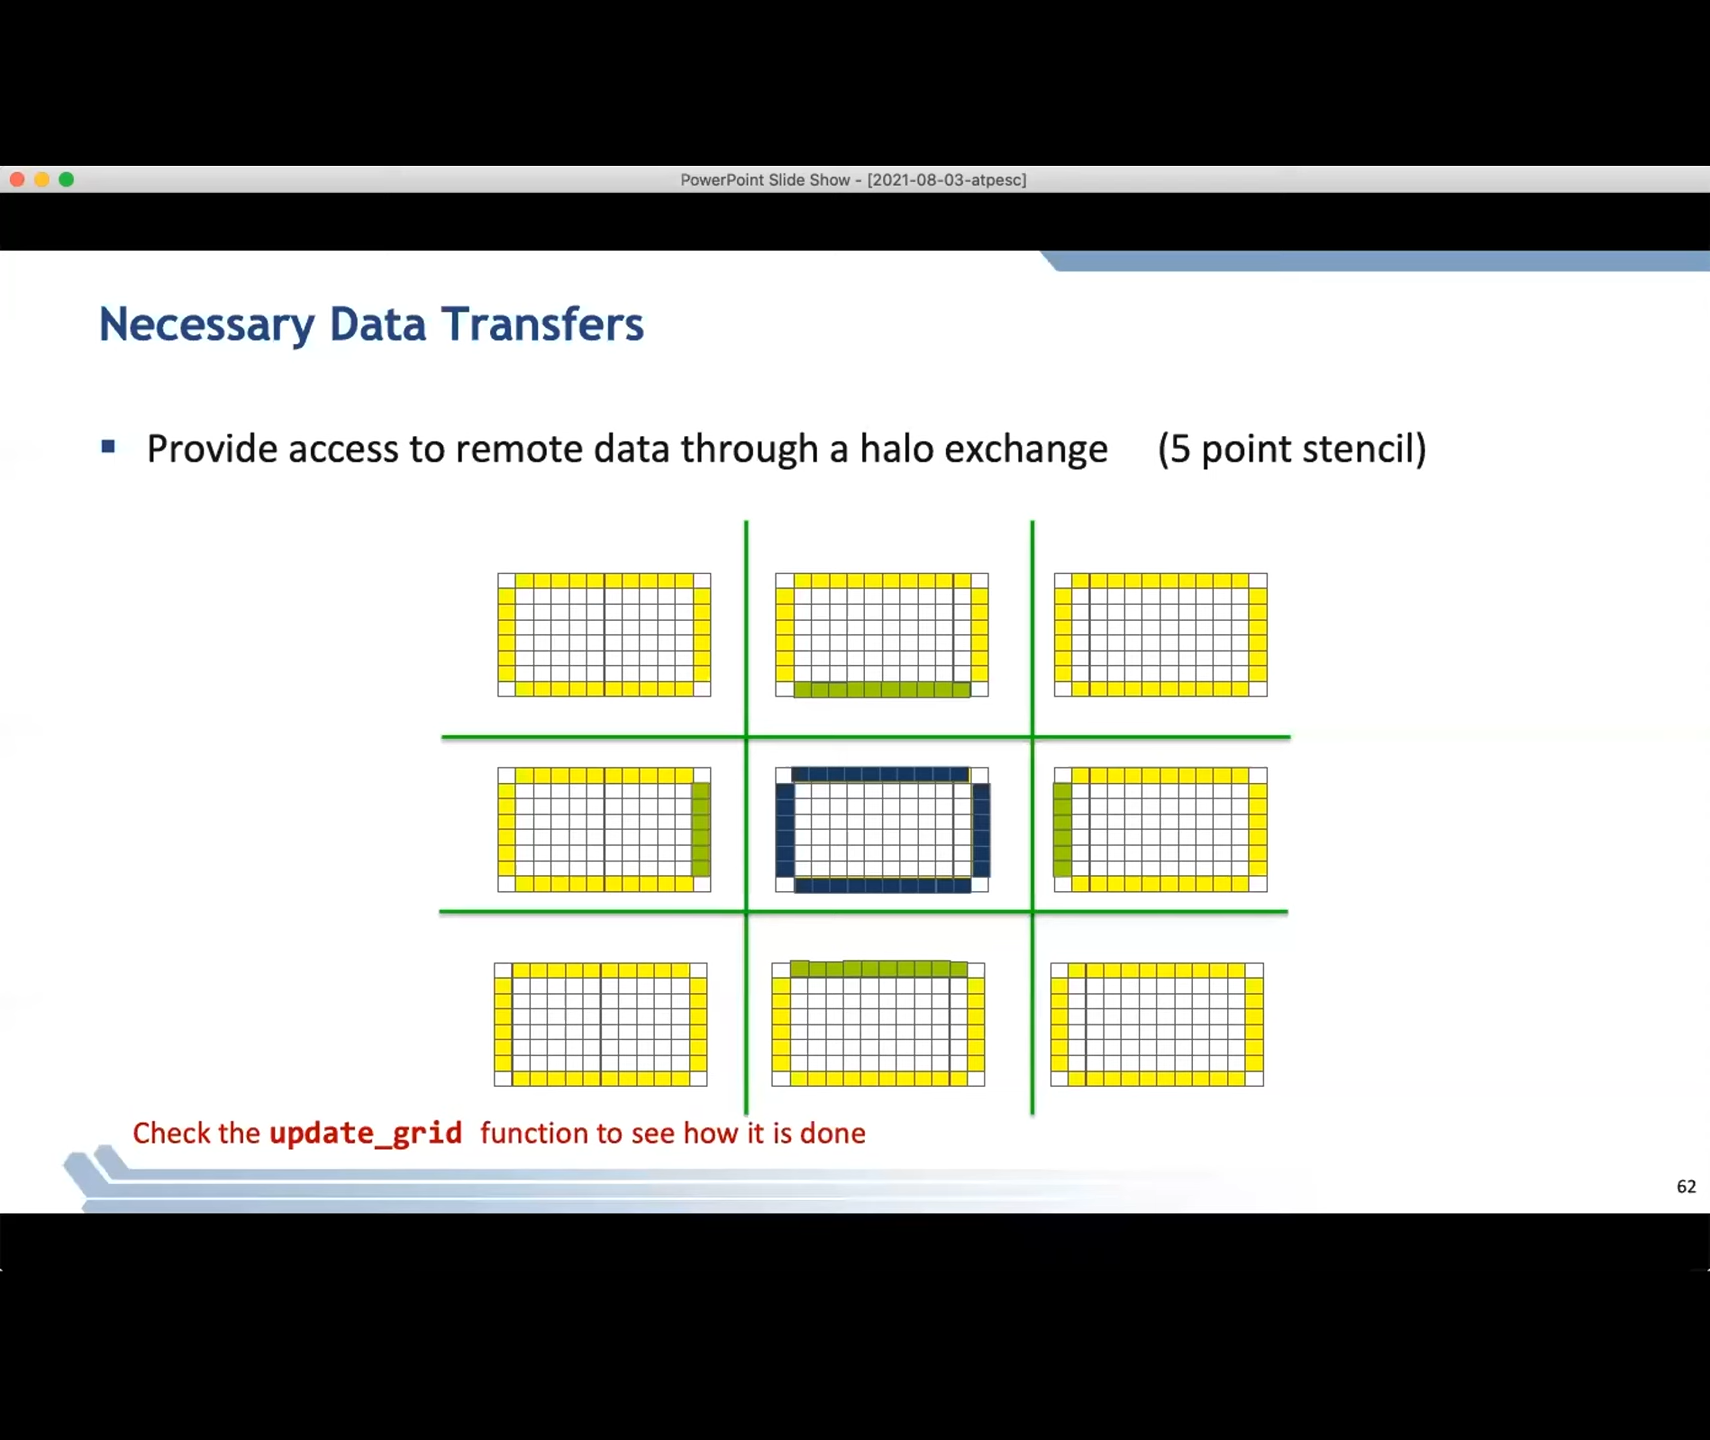 PowerPoint Slide Show - [2021-08-03-atpesc]
Necessary Data Transfers
Provide access to remote data through a halo exchange (5 point stencil)
Check the update_grid function to see how it is done
62